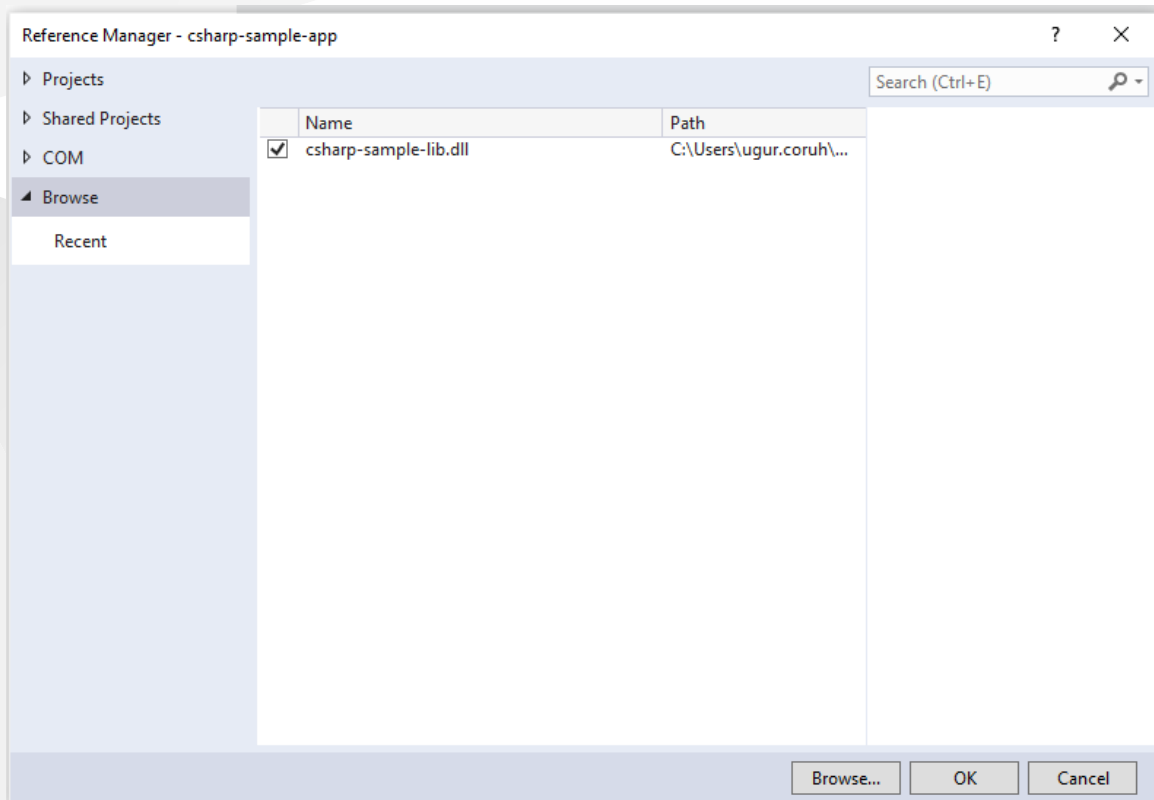 Reference Manager - csharp-sample-app ?
Projects
Search (Ctrl+E)
Shared Projects
Name Path
csharp-sample-lib.dll C:\Users\ugur.coruh\...
COM
Browse
Recent
Browse... OK Cancel